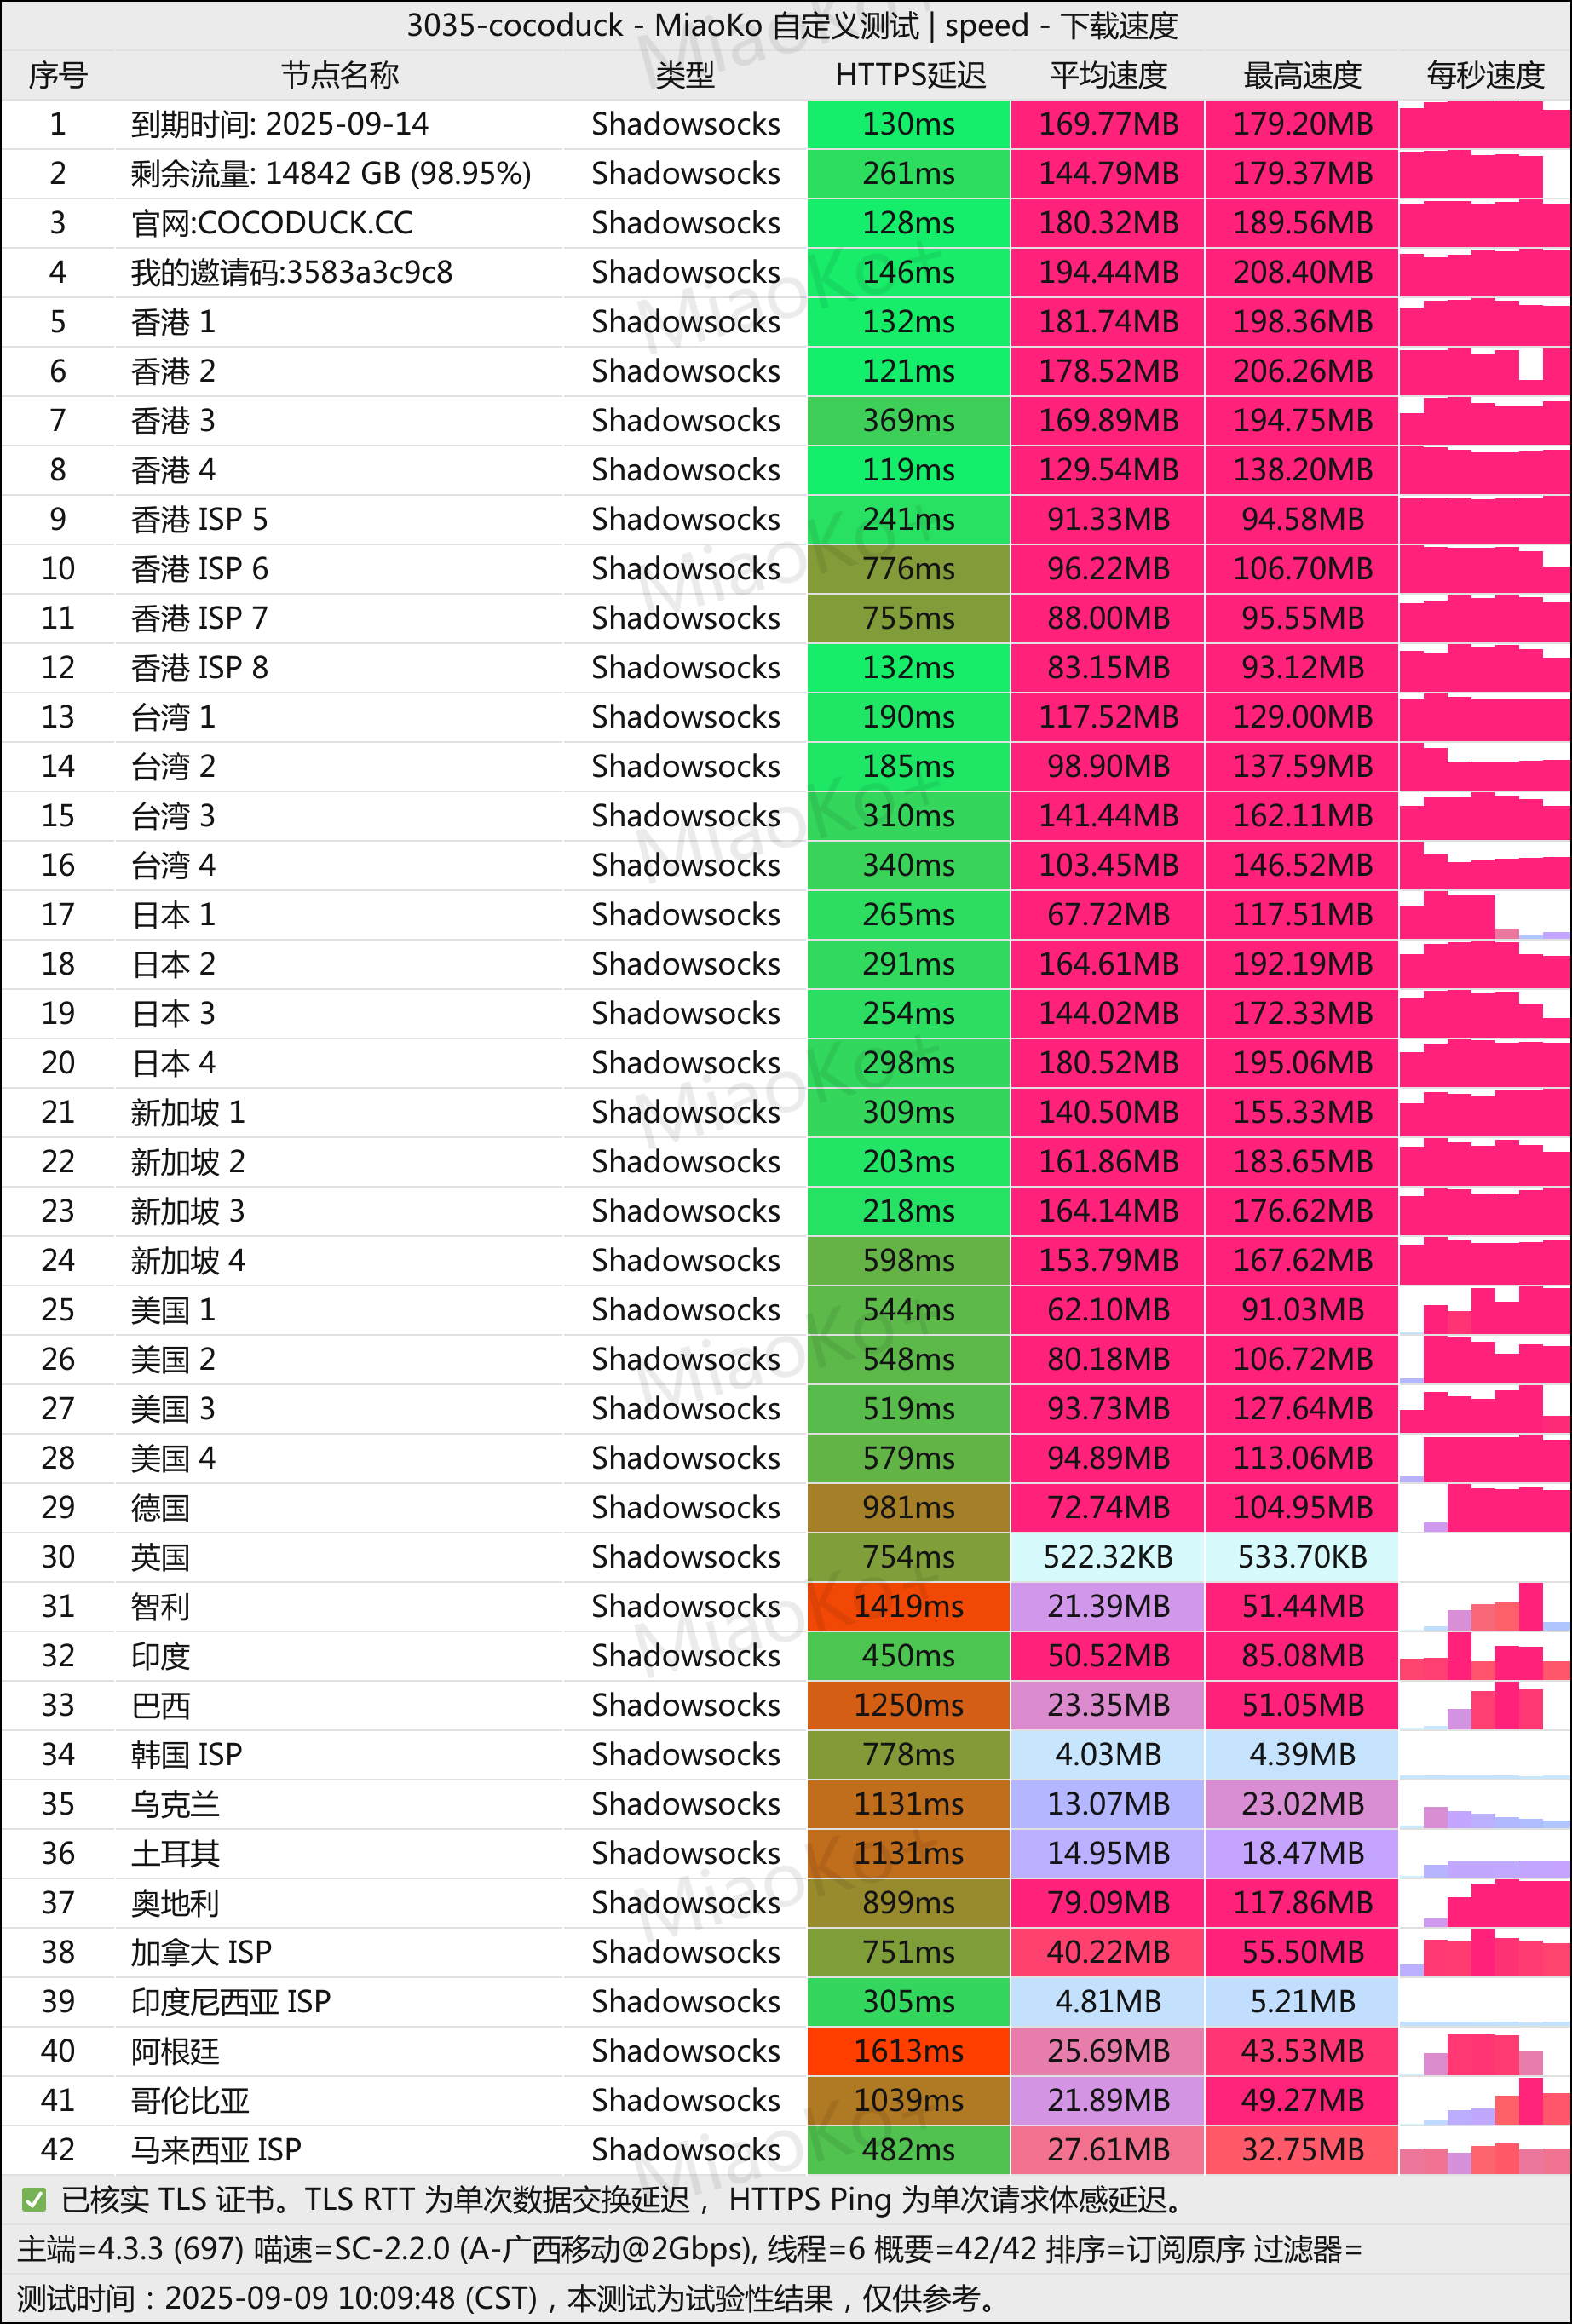 3035-cocoduck - MiaoKo 自定义测试 | speed - 下载速度
序号 节点名称 类型 HTTPS延迟 平均速度 最高速度 每秒速度
1 到期时间: 2025-09-14 Shadowsocks 130ms 169.77MB 179.20MB
2 剩余流量: 14842 GB (98.95%) Shadowsocks 261ms 144.79MB 179.37MB
3 官网:COCODUCK.CC Shadowsocks 128ms 180.32MB 189.56MB
4 我的邀请码:3583a3c9c8 Shadowsocks 146ms 194.44MB 208.40MB
5 香港 1 Shadowsocks 132ms 181.74MB 198.36MB
6 香港 2 Shadowsocks 121ms 178.52MB 206.26MB
7 香港 3 Shadowsocks 369ms 169.89MB 194.75MB
8 香港 4 Shadowsocks 119ms 129.54MB 138.20MB
9 香港 ISP 5 Shadowsocks 241ms 91.33MB 94.58MB
10 香港 ISP 6 Shadowsocks 776ms 96.22MB 106.70MB
11 香港 ISP 7 Shadowsocks 755ms 88.00MB 95.55MB
12 香港 ISP 8 Shadowsocks 132ms 83.15MB 93.12MB
13 台湾 1 Shadowsocks 190ms 117.52MB 129.00MB
14 台湾 2 Shadowsocks 185ms 98.90MB 137.59MB
15 台湾 3 Shadowsocks 310ms 141.44MB 162.11MB
16 台湾 4 Shadowsocks 340ms 103.45MB 146.52MB
17 日本 1 Shadowsocks 265ms 67.72MB 117.51MB
18 日本 2 Shadowsocks 291ms 164.61MB 192.19MB
19 日本 3 Shadowsocks 254ms 144.02MB 172.33MB
20 日本 4 Shadowsocks 298ms 180.52MB 195.06MB
21 新加坡 1 Shadowsocks 309ms 140.50MB 155.33MB
22 新加坡 2 Shadowsocks 203ms 161.86MB 183.65MB
23 新加坡 3 Shadowsocks 218ms 164.14MB 176.62MB
24 新加坡 4 Shadowsocks 598ms 153.79MB 167.62MB
25 美国 1 Shadowsocks 544ms 62.10MB 91.03MB
26 美国 2 Shadowsocks 548ms 80.18MB 106.72MB
27 美国 3 Shadowsocks 519ms 93.73MB 127.64MB
28 美国 4 Shadowsocks 579ms 94.89MB 113.06MB
29 德国 Shadowsocks 981ms 72.74MB 104.95MB
30 英国 Shadowsocks 754ms 522.32KB 533.70KB
31 智利 Shadowsocks 1419ms 21.39MB 51.44MB
32 印度 Shadowsocks 450ms 50.52MB 85.08MB
33 巴西 Shadowsocks 1250ms 23.35MB 51.05MB
34 韩国 ISP Shadowsocks 778ms 4.03MB 4.39MB
35 乌克兰 Shadowsocks 1131ms 13.07MB 23.02MB
36 土耳其 Shadowsocks 1131ms 14.95MB 18.47MB
37 奥地利 Shadowsocks 899ms 79.09MB 117.86MB
38 加拿大 ISP Shadowsocks 751ms 40.22MB 55.50MB
39 印度尼西亚 ISP Shadowsocks 305ms 4.81MB 5.21MB
40 阿根廷 Shadowsocks 1613ms 25.69MB 43.53MB
41 哥伦比亚 Shadowsocks 1039ms 21.89MB 49.27MB
42 马来西亚 ISP Shadowsocks 482ms 27.61MB 32.75MB
✅ 已核实 TLS 证书。TLS RTT 为单次数据交换延迟， HTTPS Ping 为单次请求体感延迟。
主端=4.3.3 (697) 喵速=SC-2.2.0 (A-广西移动@2Gbps), 线程=6 概要=42/42 排序=订阅原序 过滤器=
测试时间：2025-09-09 10:09:48 (CST)，本测试为试验性结果，仅供参考。